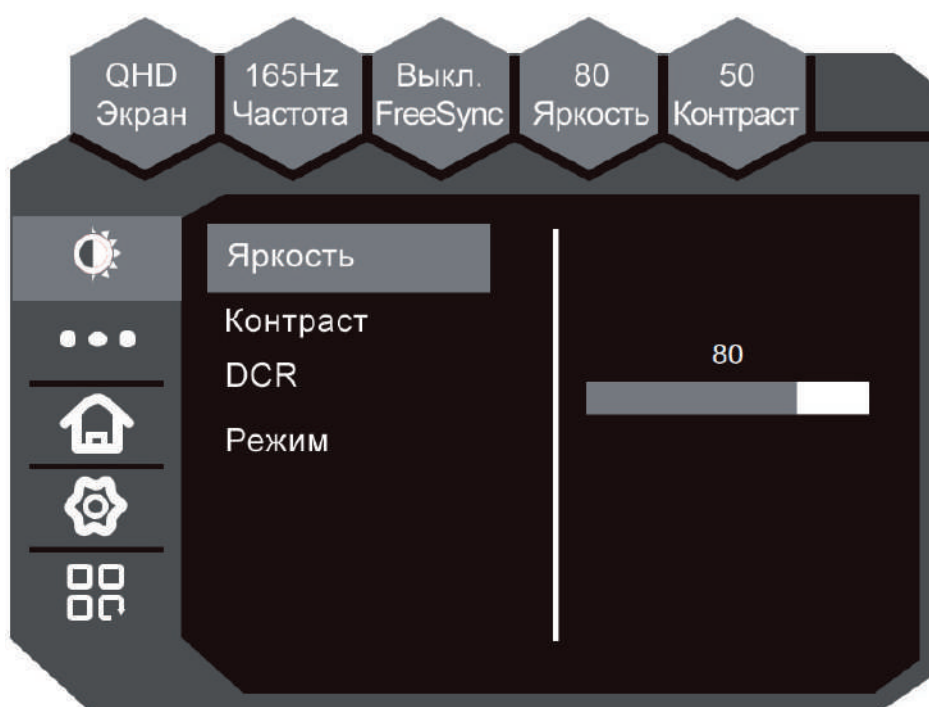 QHD
Экран
165Hz
Частота
Выкл.
FreeSync
80
Яркость
50
Контраст
Яркость
Контраст
DCR
Режим
80